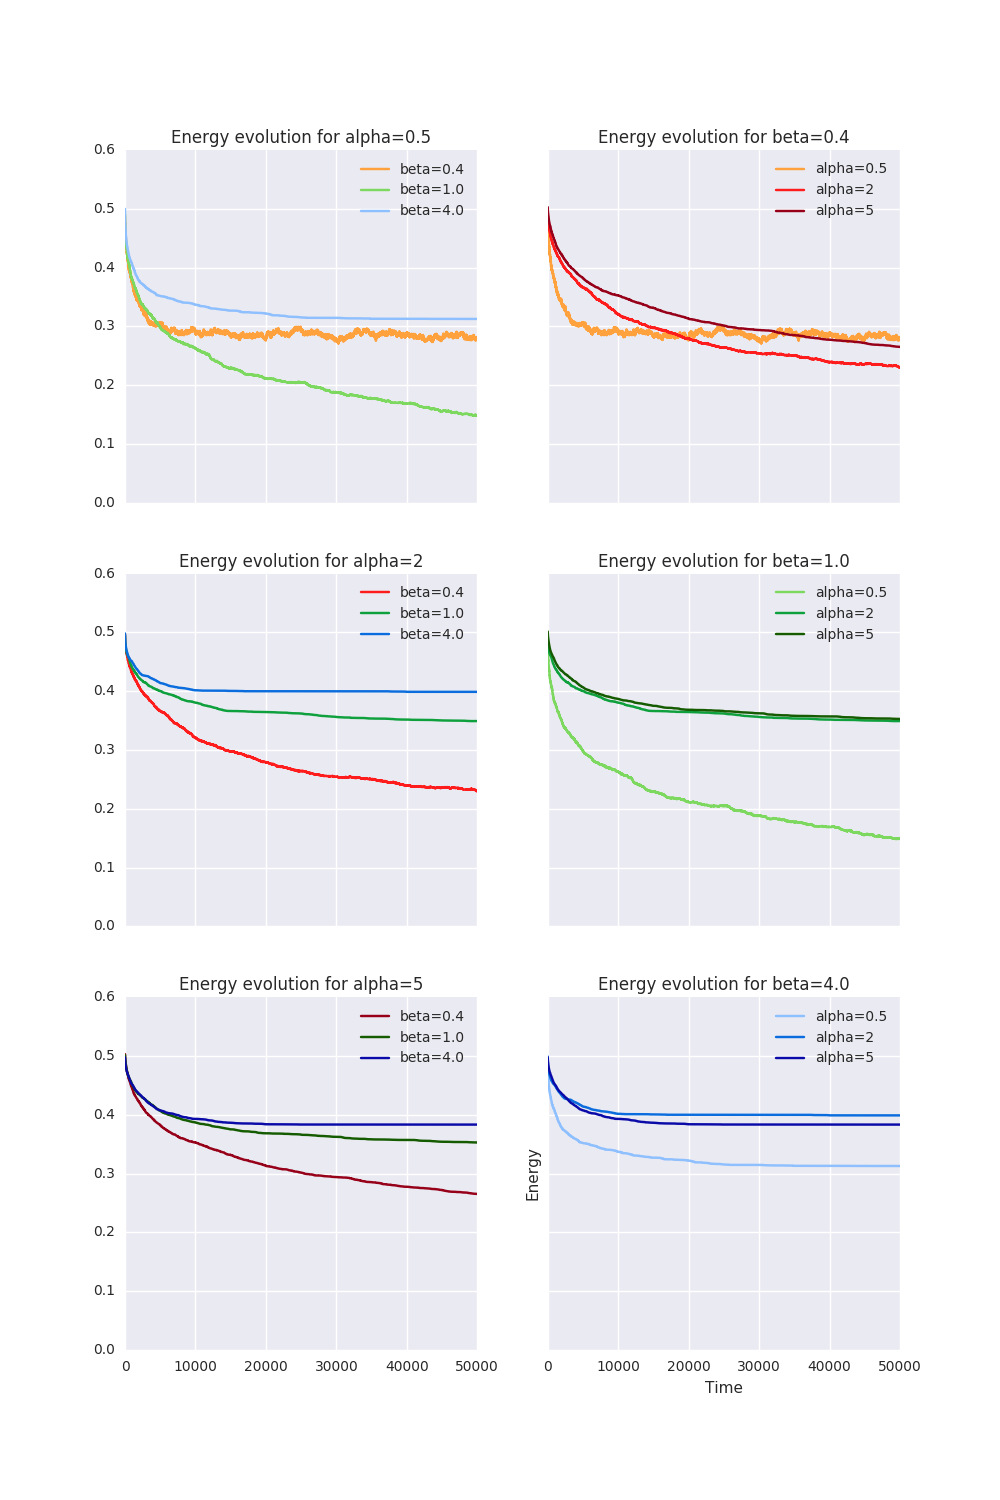 Energy evolution for alpha=0.5
0.6
0.5
0.4
0.3
0.2
0.1
0.0
beta=0.4
beta=1.0
beta=4.0
Energy evolution for beta=0.4
alpha=0.5
alpha=2
alpha=5
Energy evolution for alpha=2
0.6
0.5
0.4
0.3
0.2
0.1
0.0
beta=0.4
beta=1.0
beta=4.0
Energy evolution for beta=1.0
alpha=0.5
alpha=2
alpha=5
Energy evolution for alpha=5
0.6
0.5
0.4
0.3
0.2
0.1
0.0
beta=0.4
beta=1.0
beta=4.0
0 10000 20000 30000 40000 50000
Energy evolution for beta=4.0
alpha=0.5
alpha=2
alpha=5
Energy
0 10000 20000 30000 40000 50000
Time